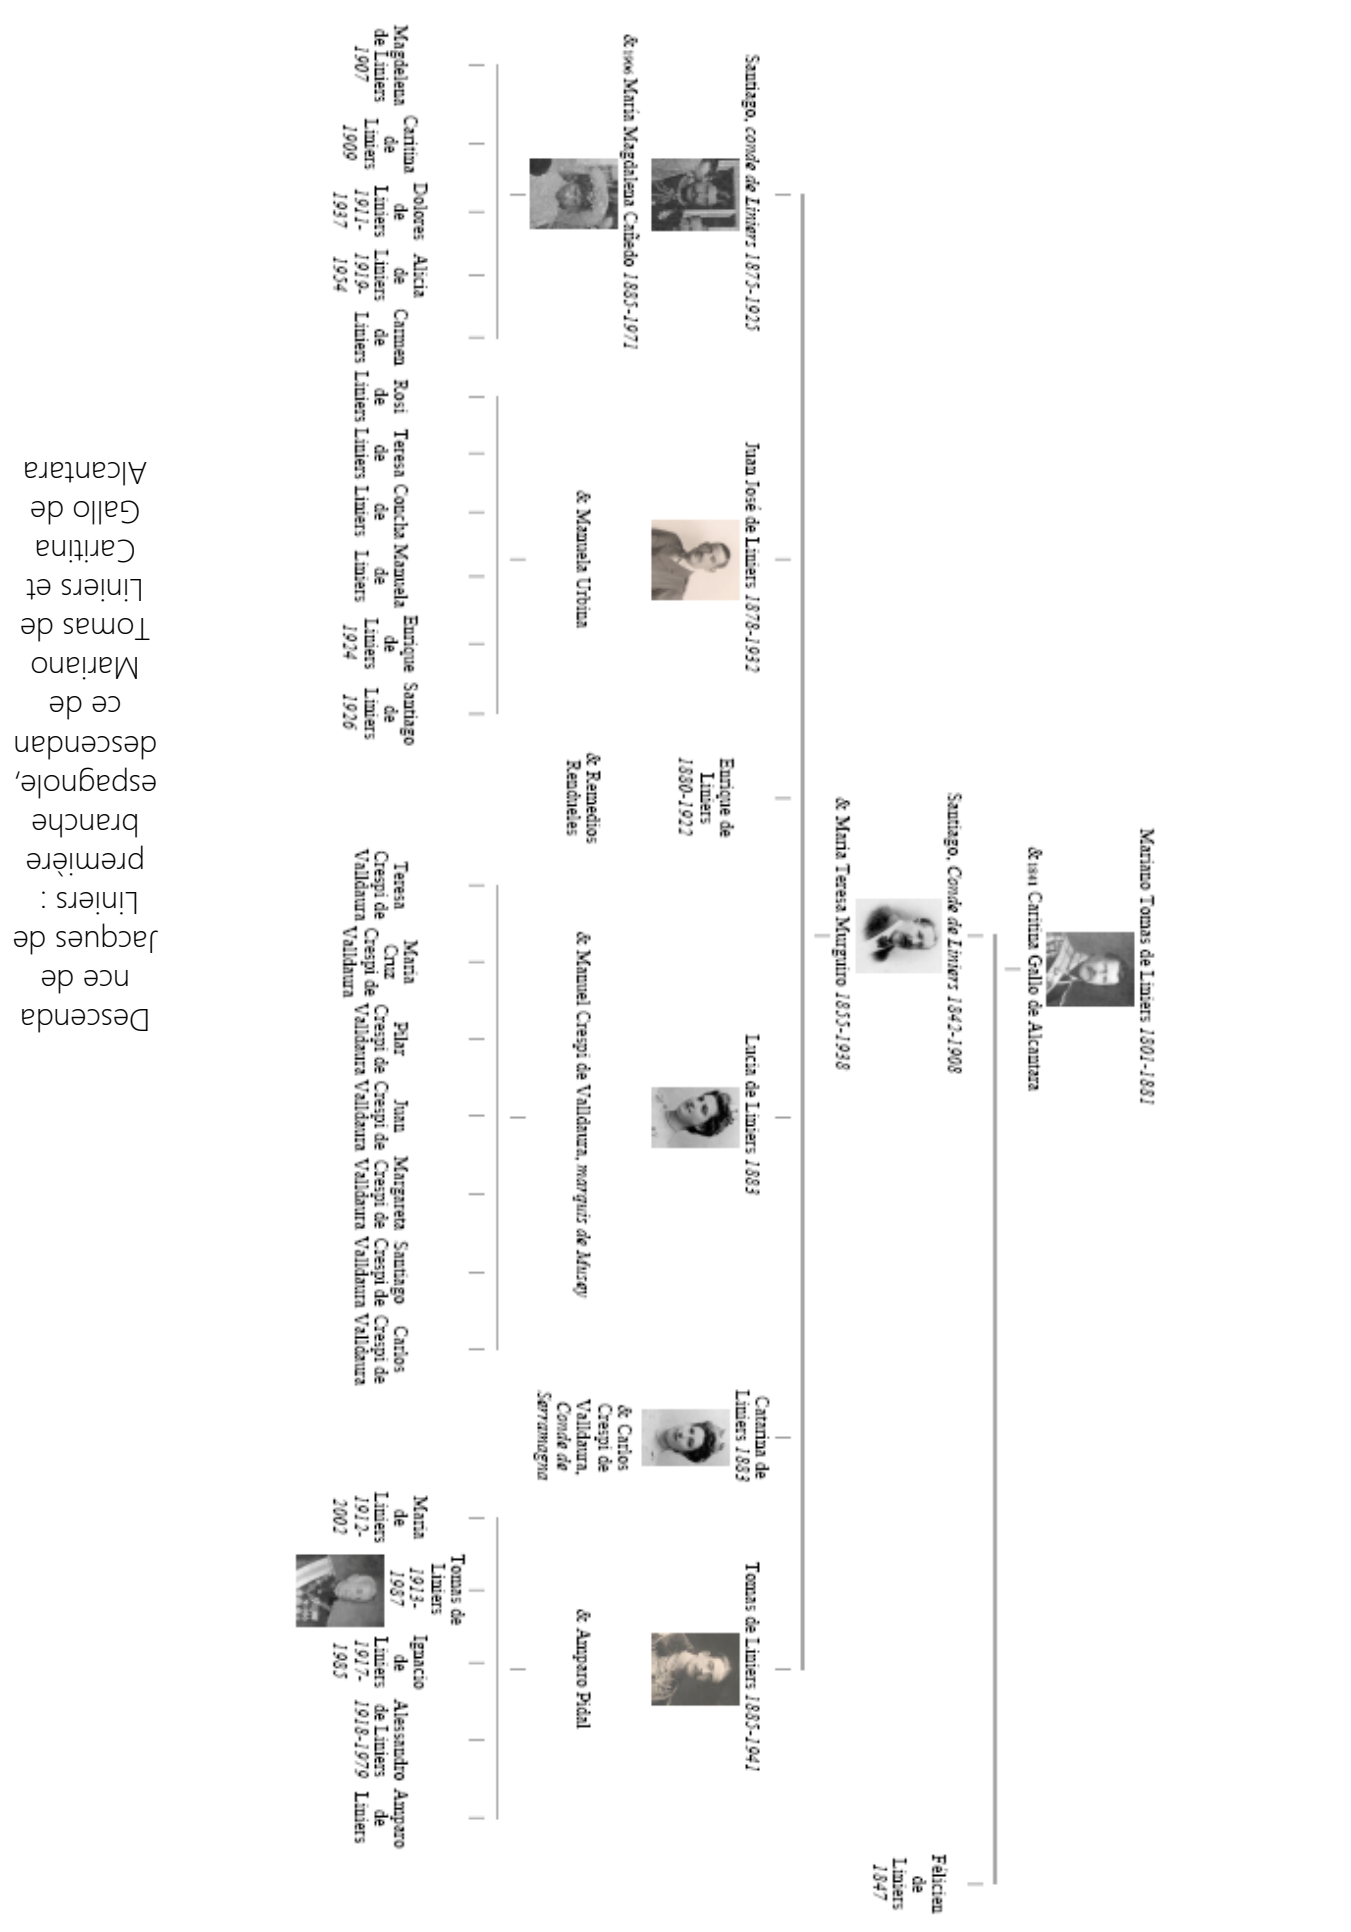 Mariano Tomas de Liniers 1801-1881
& 1841 Caritina Gallo de Alcantara
Santiago, Conde de Liniers 1842-1908
& Maria Teresa Murguiro 1855-1938
Félicien
de
Liniers
1847
Santiago, conde de Liniers 1875-1925
& 1906 Maria Magdalena Cañedo 1885-1971
Juan José de Liniers 1878-1932
& Manuela Urbina
Enrique de
Liniers
1880-1922
& Remedios
Rendueles
Lucia de Liniers 1883
& Manuel Crespi de Valldaura, marquis de Musey
Catarina de
Liniers 1883
& Carlos
Crespi de
Valldaura,
Conde de
Serramagna
Tomas de Liniers 1885-1941
& Amparo Pidal
Magdelena
de Liniers
1907
Caritina
de
Liniers
1909
Dolores
de
Liniers
1911-
1937
Alicia
de
Liniers
1919-
1954
Carmen
de
Liniers
Rosi
de
Liniers
Teresa
de
Liniers
Concha
de
Liniers
Manuela
de
Liniers
Enrique
de
Liniers
1924
Santiago
de
Liniers
1926
Teresa
Crespi de
Valldaura
Maria
Cruz
Crespi de
Valldaura
Pilar
Crespi de
Valldaura
Juan
Crespi de
Valldaura
Margareta
Crespi de
Valldaura
Santiago
Crespi de
Valldaura
Carlos
Crespi de
Valldaura
Maria
de
Liniers
1912-
2002
Tomas de
Liniers
1913-
1987
Ignacio
de
Liniers
1917-
1985
Alessandro
de Liniers
1918-1979
Amparo
de
Liniers
Descenda
nce de
Jacques de
Liniers :
première
branche
espagnole,
descendan
ce de
Mariano
Tomas de
Liniers et
Caritina
Gallo de
Alcantara